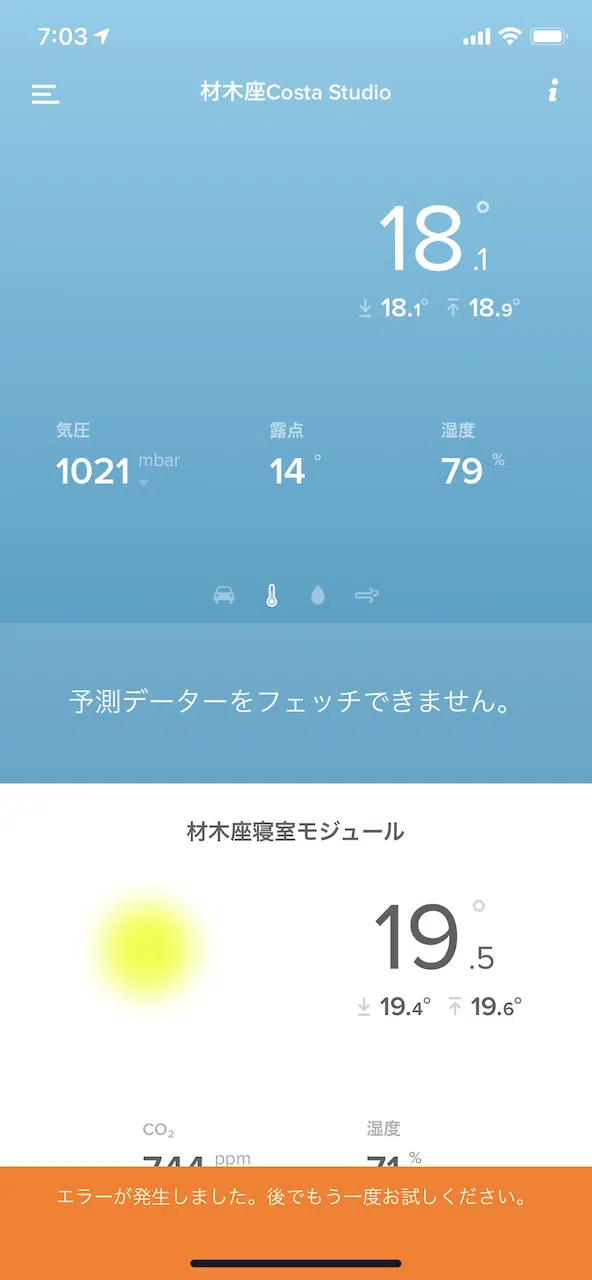 7:03
材木座Costa Studio
i
18.1°
18.1° 18.9°
気圧 露点 湿度
1021 mbar 14° 79 %
予測データーをフェッチできません。
材木座寝室モジュール
19.5°
19.4° 19.6°
CO₂ 湿度
744 ppm 71 %
エラーが発生しました。後でもう一度お試しください。